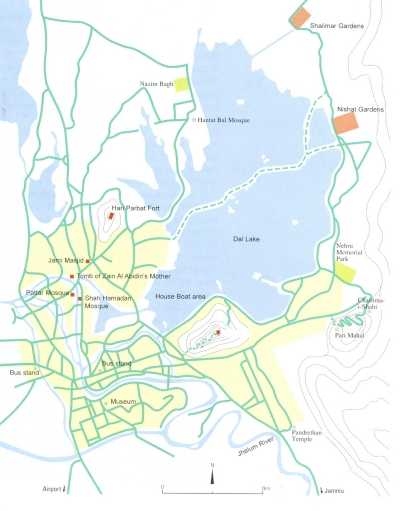 Shalimar Gardens
Nazim Bagh
Nishat Gardens
Hazrat Bal Mosque
Hari Parbat Fort
Dal Lake
Nehru
Memorial
Park
Jami Masjid
Tomb of Zain Al Abidin's Mother
Pattar Mosque
Shah Hamadan
Mosque
House Boat area
Chashma
Shahi
Pari Mahal
Bus stand
Bus stand
Museum
Pandrethan
Temple
Jhelum River
Airport
0
Jammu